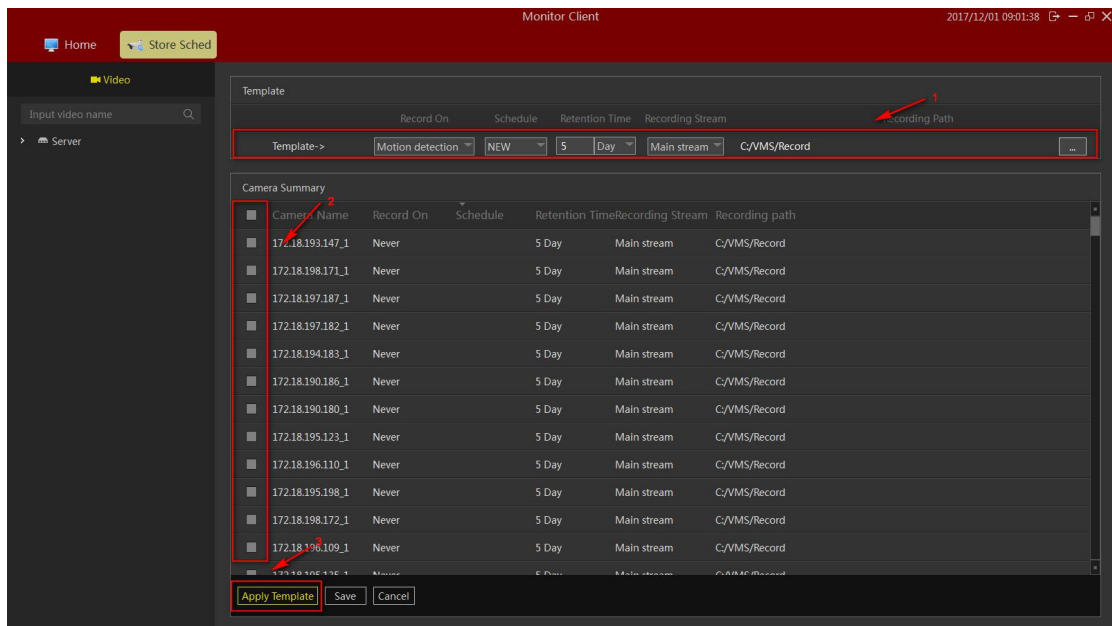 Monitor Client 2017/12/01 09:01:38
Home Store Sched
Video
Input video name
Server
Template
1
Record On Schedule Retention Time Recording Stream Recording Path
Template-> Motion detection NEW 5 Day Main stream C:/VMS/Record ...
Camera Summary
2
Camera Name Record On Schedule Retention Time Recording Stream Recording path
172.18.193.147_1 Never 5 Day Main stream C:/VMS/Record
172.18.198.171_1 Never 5 Day Main stream C:/VMS/Record
172.18.197.187_1 Never 5 Day Main stream C:/VMS/Record
172.18.197.182_1 Never 5 Day Main stream C:/VMS/Record
172.18.194.183_1 Never 5 Day Main stream C:/VMS/Record
172.18.190.186_1 Never 5 Day Main stream C:/VMS/Record
172.18.190.180_1 Never 5 Day Main stream C:/VMS/Record
172.18.195.123_1 Never 5 Day Main stream C:/VMS/Record
172.18.196.110_1 Never 5 Day Main stream C:/VMS/Record
172.18.195.198_1 Never 5 Day Main stream C:/VMS/Record
172.18.198.172_1 Never 5 Day Main stream C:/VMS/Record
172.18.196.109_1 Never 5 Day Main stream C:/VMS/Record
3
Never 5 Day Main stream C:/VMS/Record
Apply Template Save Cancel